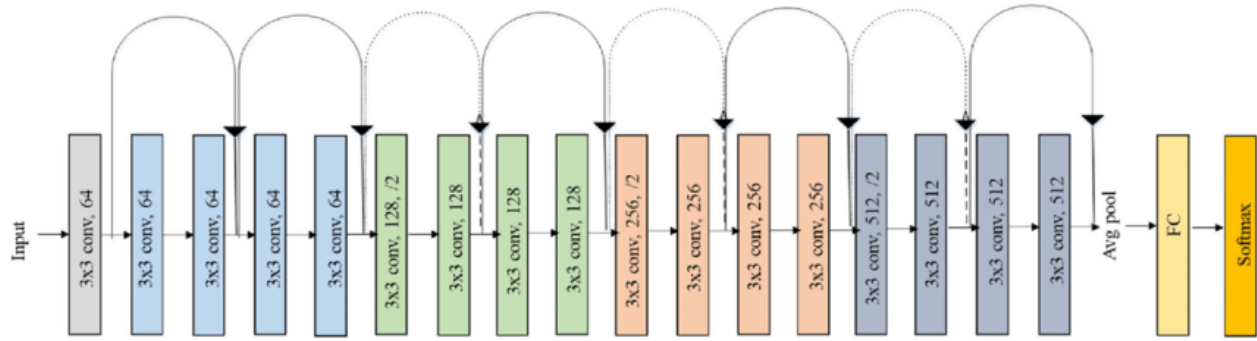 Input
3x3 conv, 64
3x3 conv, 64
3x3 conv, 64
3x3 conv, 64
3x3 conv, 64
3x3 conv, 128, /2
3x3 conv, 128
3x3 conv, 128
3x3 conv, 128
3x3 conv, 256, /2
3x3 conv, 256
3x3 conv, 256
3x3 conv, 256
3x3 conv, 512, /2
3x3 conv, 512
3x3 conv, 512
3x3 conv, 512
Avg pool
FC
Softmax